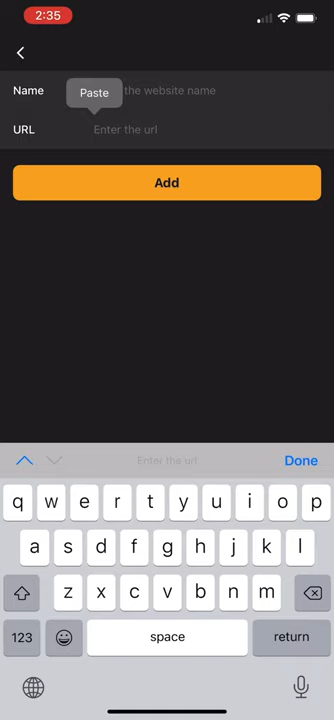 2:35
Name
the website name
Paste
URL
Enter the url
Add
Enter the url
Done
q w e r t y u i o p
a s d f g h j k l
z x c v b n m
123
space
return